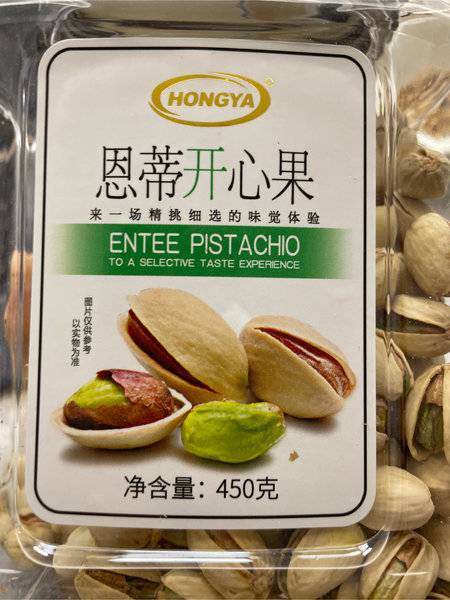 HONGYA
恩蒂开心果
来一场精挑细选的味觉体验
ENTEE PISTACHIO
TO A SELECTIVE TASTE EXPERIENCE
图片仅供参考
以实物为准
净含量：450克